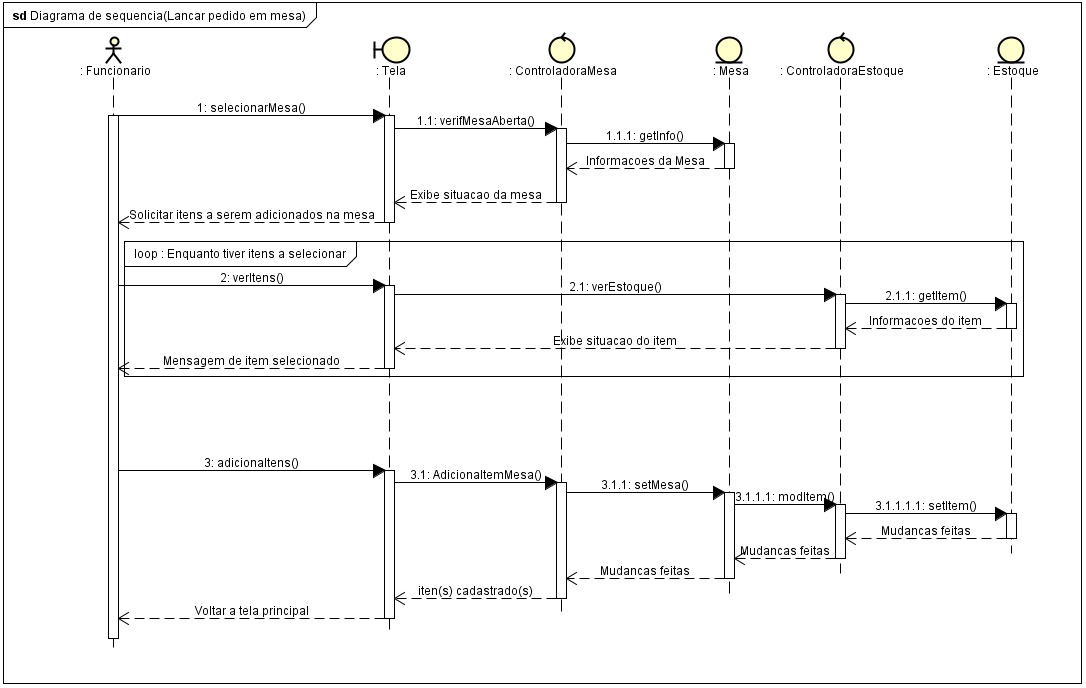 sd Diagrama de sequencia(Lancar pedido em mesa)
: Funcionario
: Tela
: ControladoraMesa
: Mesa
: ControladoraEstoque
: Estoque
1: selecionarMesa()
1.1: verifMesaAberta()
1.1.1: getInfo()
Informacoes da Mesa
Exibe situacao da mesa
Solicitar itens a serem adicionados na mesa
loop : Enquanto tiver itens a selecionar
2: verItens()
2.1: verEstoque()
2.1.1: getItem()
Informacoes do item
Exibe situacao do item
Mensagem de item selecionado
3: adicionaItens()
3.1: AdicionaItemMesa()
3.1.1: setMesa()
3.1.1.1: modItem()
3.1.1.1.1: setItem()
Mudancas feitas
Mudancas feitas
Mudancas feitas
iten(s) cadastrado(s)
Voltar a tela principal